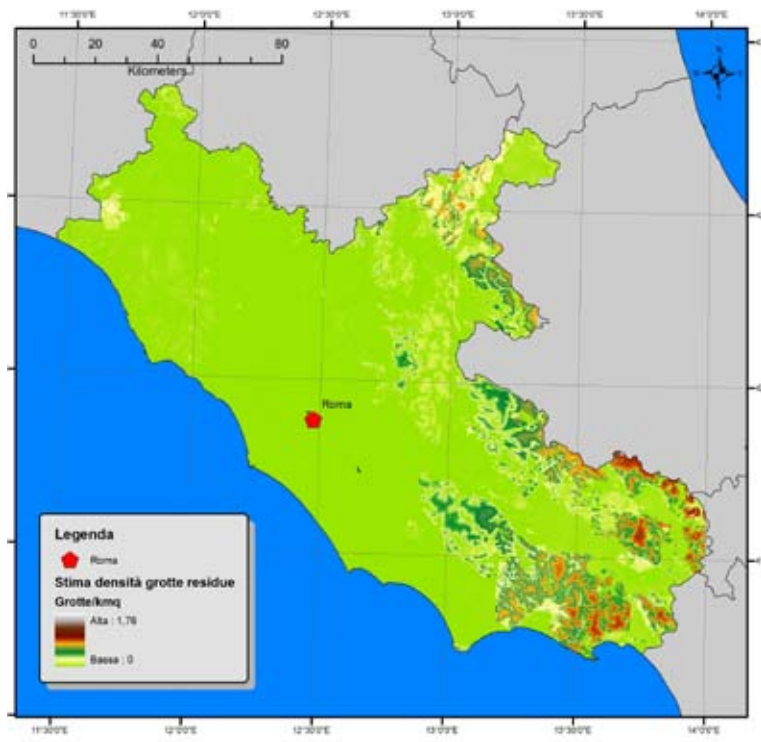 11°30'0"E 12°0'0"E 12°30'0"E 13°0'0"E 13°30'0"E 14°0'0"E
0 20 40 80
Kilometers
N
Roma
Legenda
Roma
Stima densità grotte residue
Grotte/kmq
Alta : 1,76
Bassa : 0
11°30'0"E 12°0'0"E 12°30'0"E 13°0'0"E 13°30'0"E 14°0'0"E